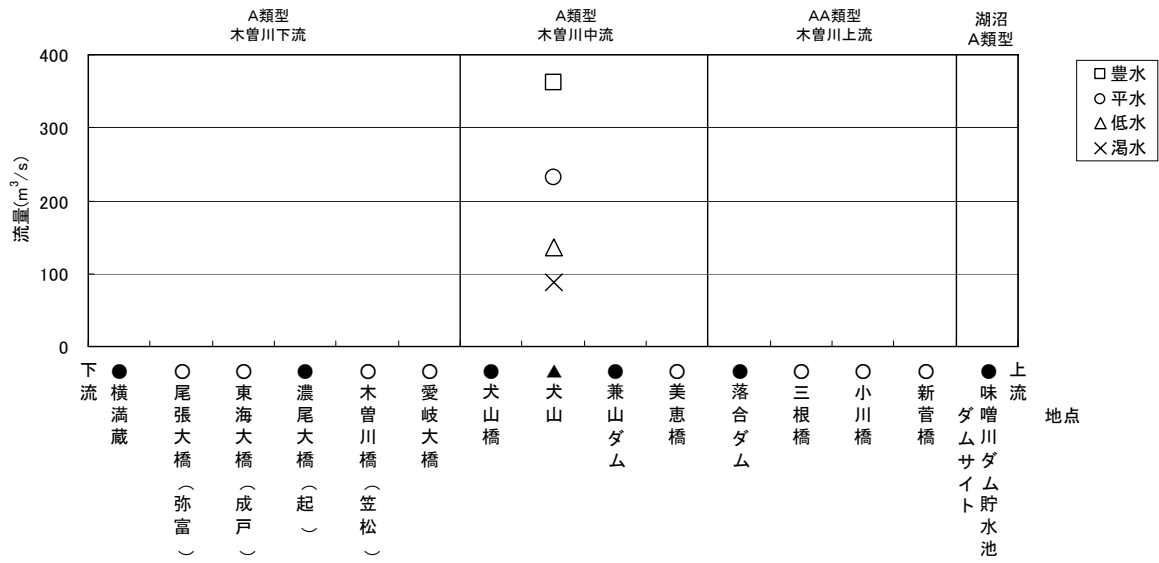 A類型
木曽川下流
A類型
木曽川中流
AA類型
木曽川上流
湖沼
A類型
400
300
200
100
0
流量(m³/s)
□豊水
○平水
△低水
×渇水
下流
●横満蔵
○尾張大橋(弥富)
○東海大橋(成戸)
●濃尾大橋(起)
○木曽川橋(笠松)
○愛岐大橋
●犬山橋
▲犬山
●兼山ダム
○美恵橋
●落合ダム
○三根橋
○小川橋
○新菅橋
●味噌川ダム貯水池
ダムサイト
上流
地点